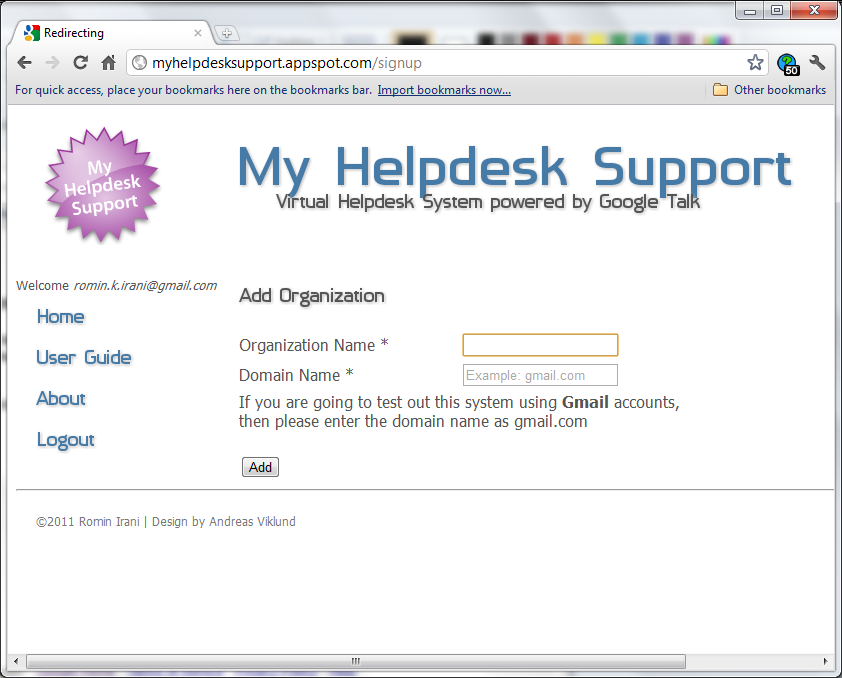 Redirecting
myhelpdesksupport.appspot.com/signup
50
For quick access, place your bookmarks here on the bookmarks bar. Import bookmarks now...
Other bookmarks
My
Helpdesk
Support
My Helpdesk Support
Virtual Helpdesk System powered by Google Talk
Welcome romin.k.irani@gmail.com
Home
User Guide
About
Logout
Add Organization
Organization Name *
Domain Name *
Example: gmail.com
If you are going to test out this system using Gmail accounts,
then please enter the domain name as gmail.com
Add
©2011 Romin Irani | Design by Andreas Viklund